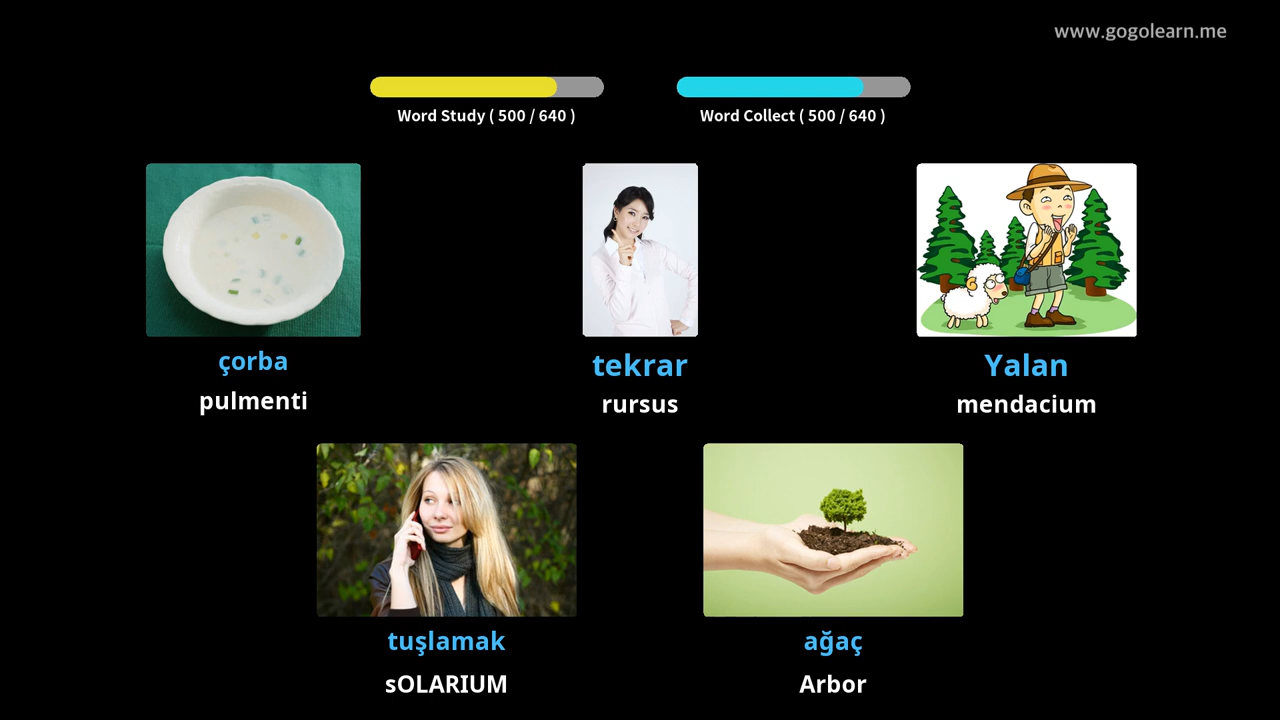 www.gogolearn.me
Word Study ( 500 / 640 )
Word Collect ( 500 / 640 )
çorba
pulmenti
tekrar
rursus
Yalan
mendacium
tuşlamak
sOLARIUM
ağaç
Arbor